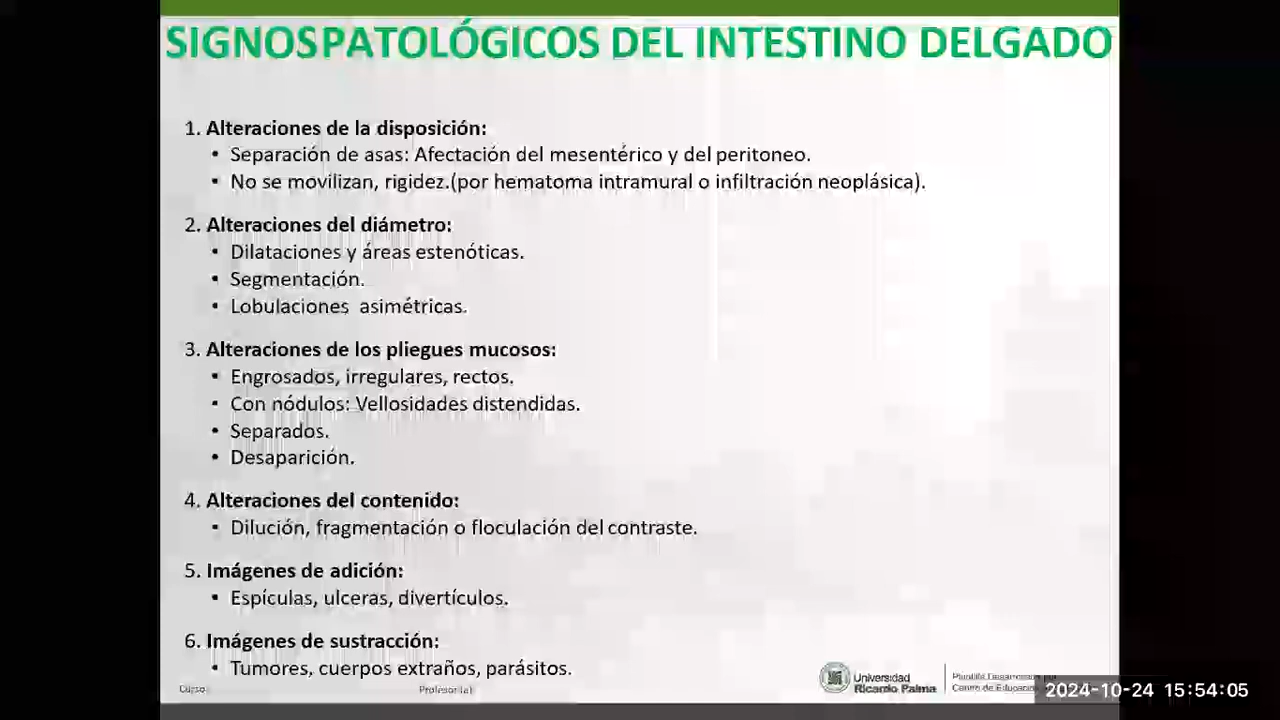 SIGNOSPATOLÓGICOS DEL INTESTINO DELGADO
1. Alteraciones de la disposición:
• Separación de asas: Afectación del mesentérico y del peritoneo.
• No se movilizan, rigidez.(por hematoma intramural o infiltración neoplásica).
2. Alteraciones del diámetro:
• Dilataciones y áreas estenóticas.
• Segmentación.
• Lobulaciones asimétricas.
3. Alteraciones de los pliegues mucosos:
• Engrosados, irregulares, rectos.
• Con nódulos: Vellosidades distendidas.
• Separados.
• Desaparición.
4. Alteraciones del contenido:
• Dilución, fragmentación o floculación del contraste.
5. Imágenes de adición:
• Espículas, ulceras, divertículos.
6. Imágenes de sustracción:
• Tumores, cuerpos extraños, parásitos.
Curso
Universidad
Ricardo Palma
Centro de
2024-10-24 15:54:05